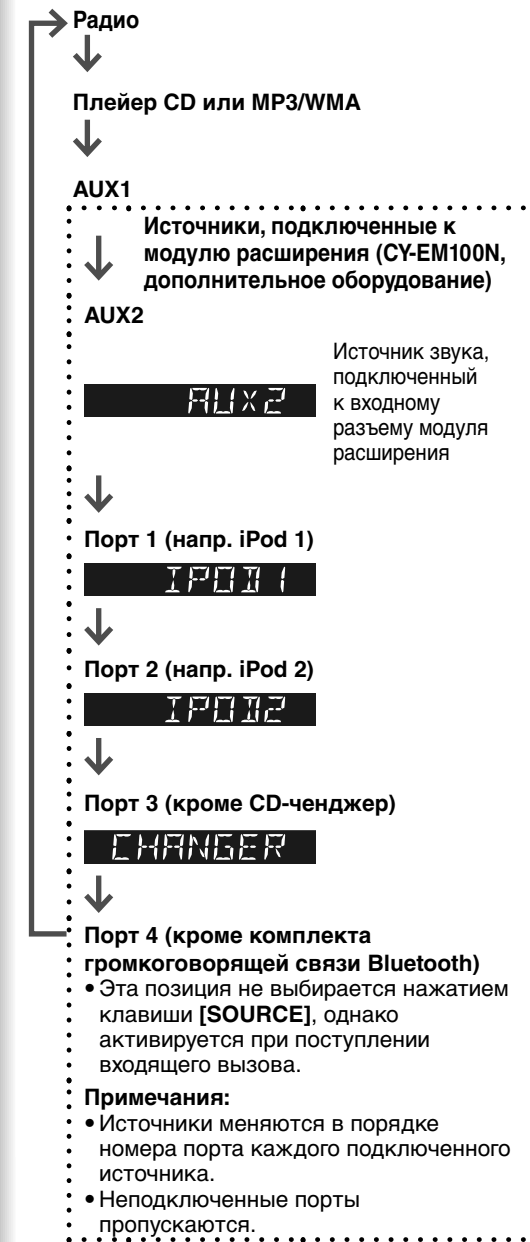 Радио
Плейер CD или MP3/WMA
AUX1
Источники, подключенные к
модулю расширения (CY-EM100N,
дополнительное оборудование)
AUX2
AUX2
Источник звука,
подключенный
к входному
разъему модуля
расширения
Порт 1 (напр. iPod 1)
IPOD1
Порт 2 (напр. iPod 2)
IPOD2
Порт 3 (кроме CD-ченджер)
CHANGER
Порт 4 (кроме комплекта
громкоговорящей связи Bluetooth)
• Эта позиция не выбирается нажатием
клавиши [SOURCE], однако
активируется при поступлении
входящего вызова.
Примечания:
• Источники меняются в порядке
номера порта каждого подключенного
источника.
• Неподключенные порты
пропускаются.